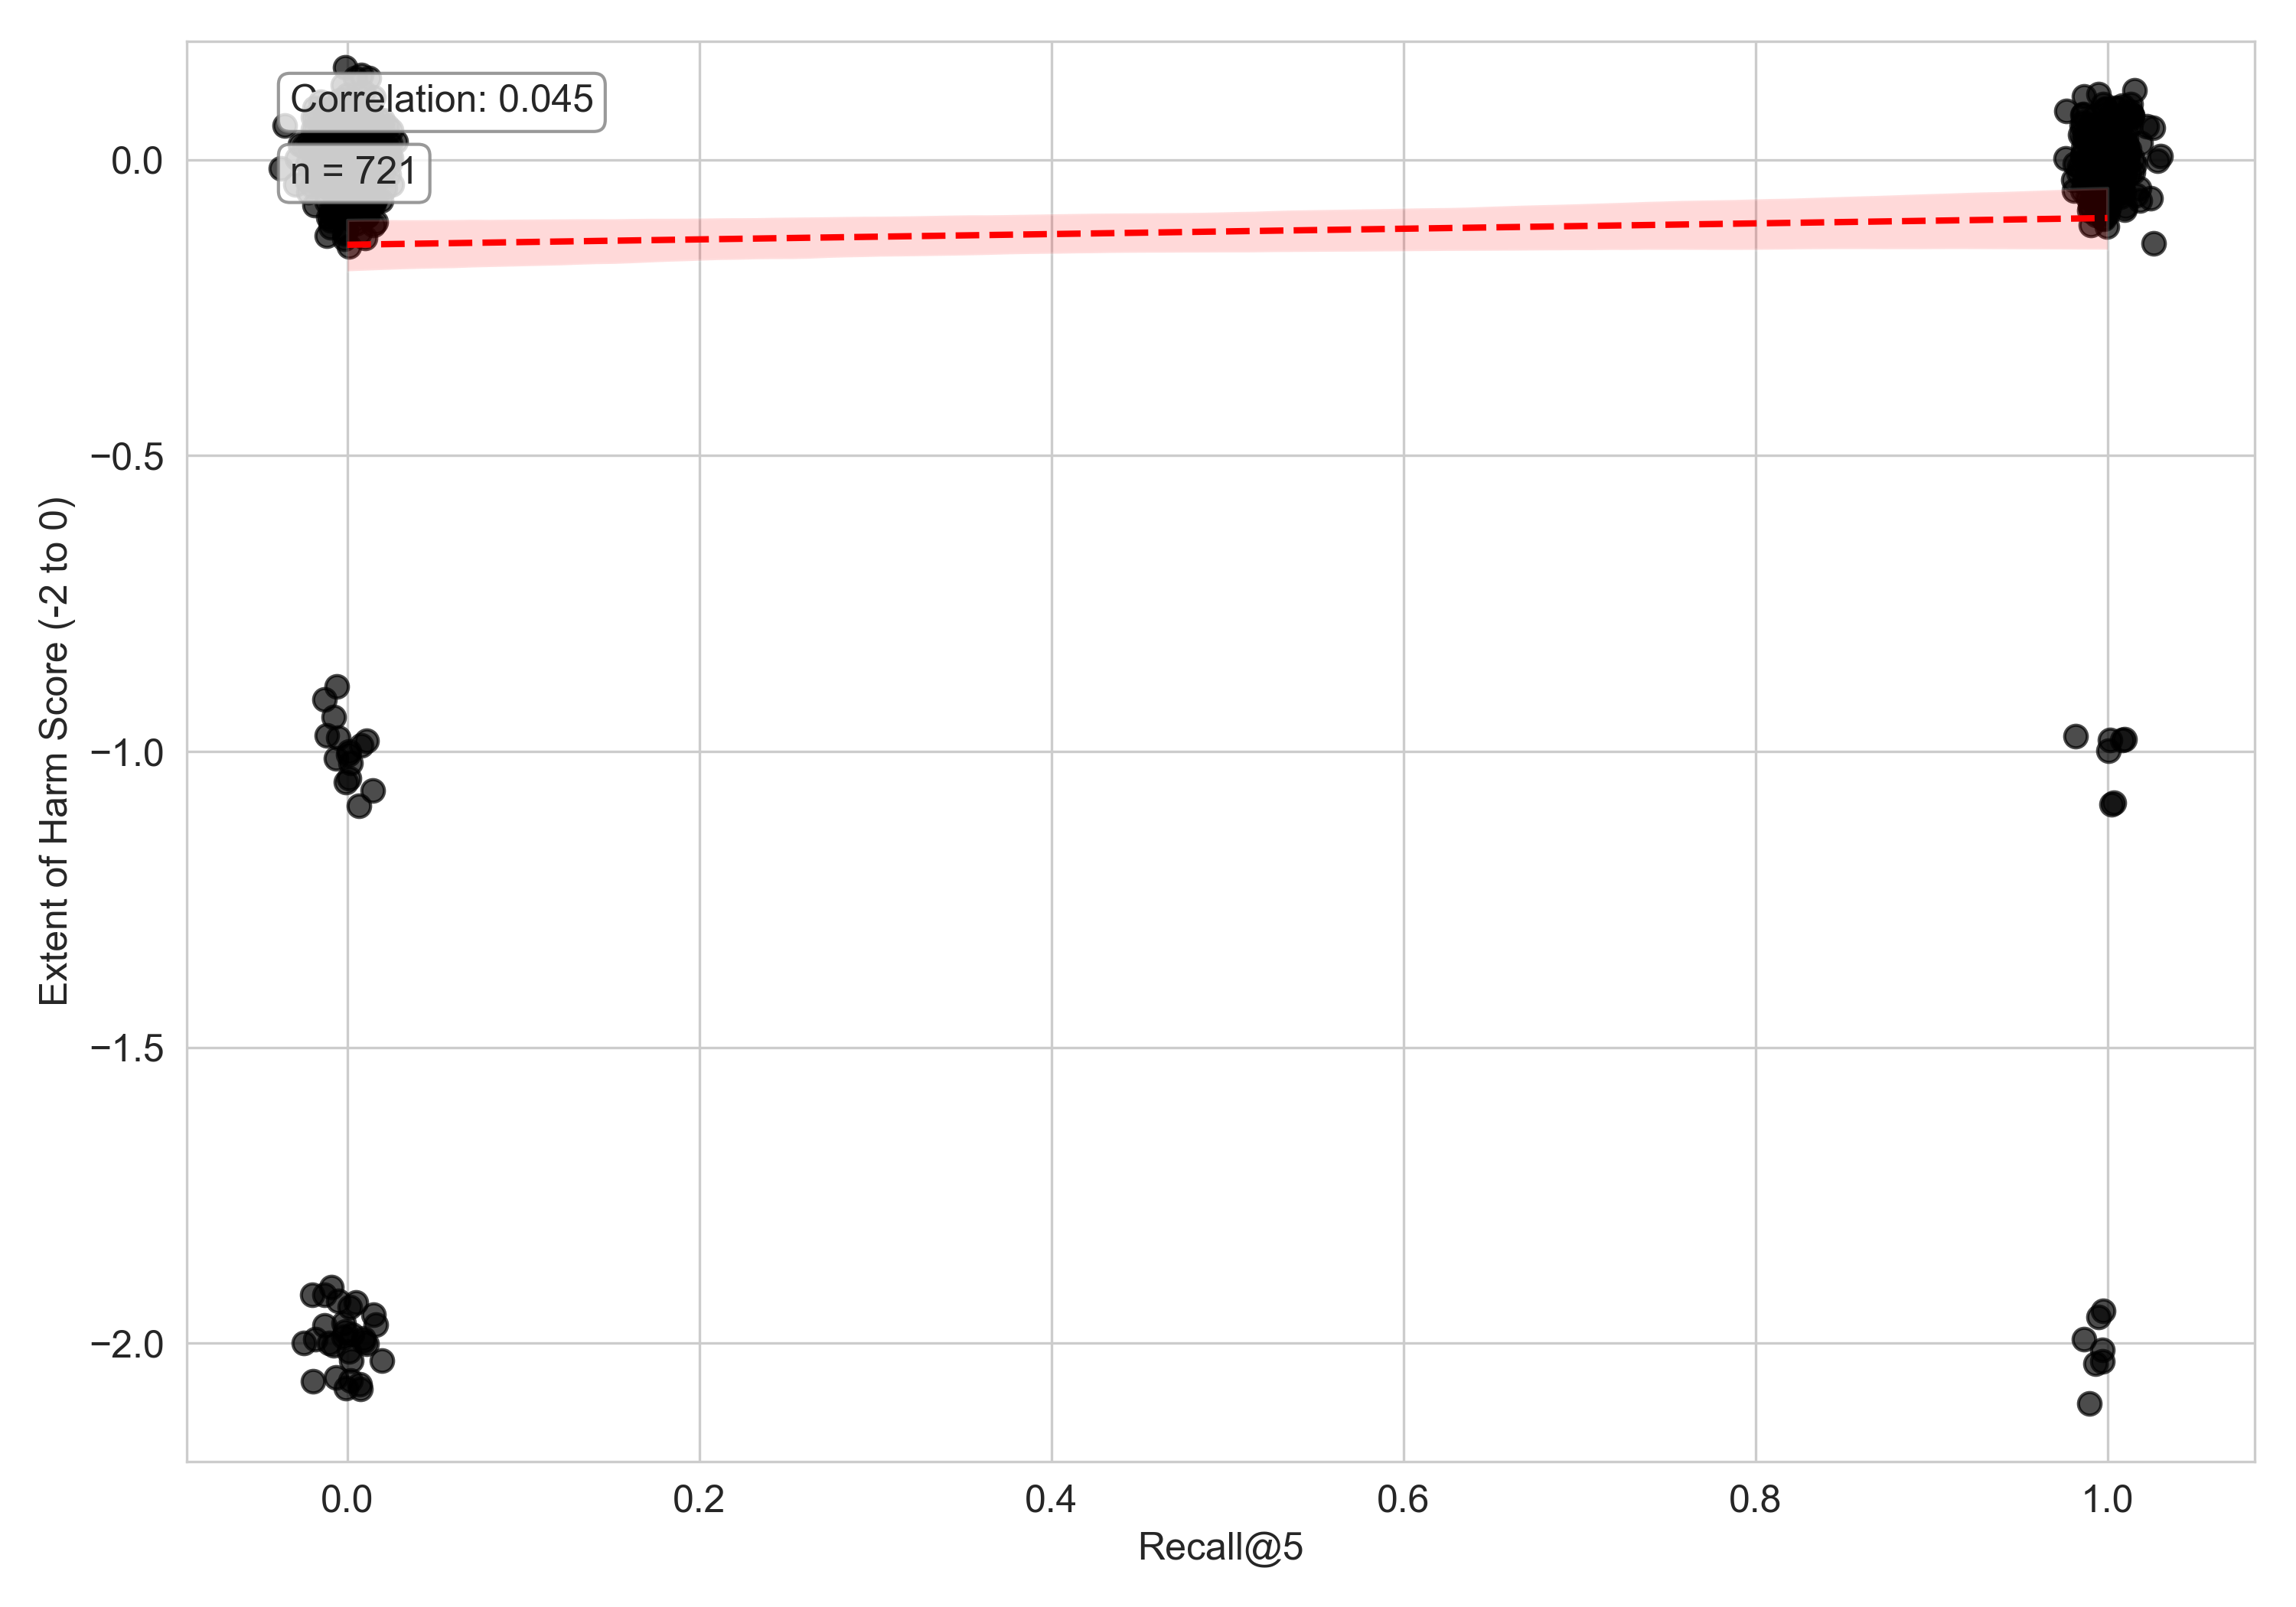 Correlation: 0.045
n = 721
0.0
−0.5
−1.0
−1.5
−2.0
Extent of Harm Score (-2 to 0)
0.0 0.2 0.4 0.6 0.8 1.0
Recall@5